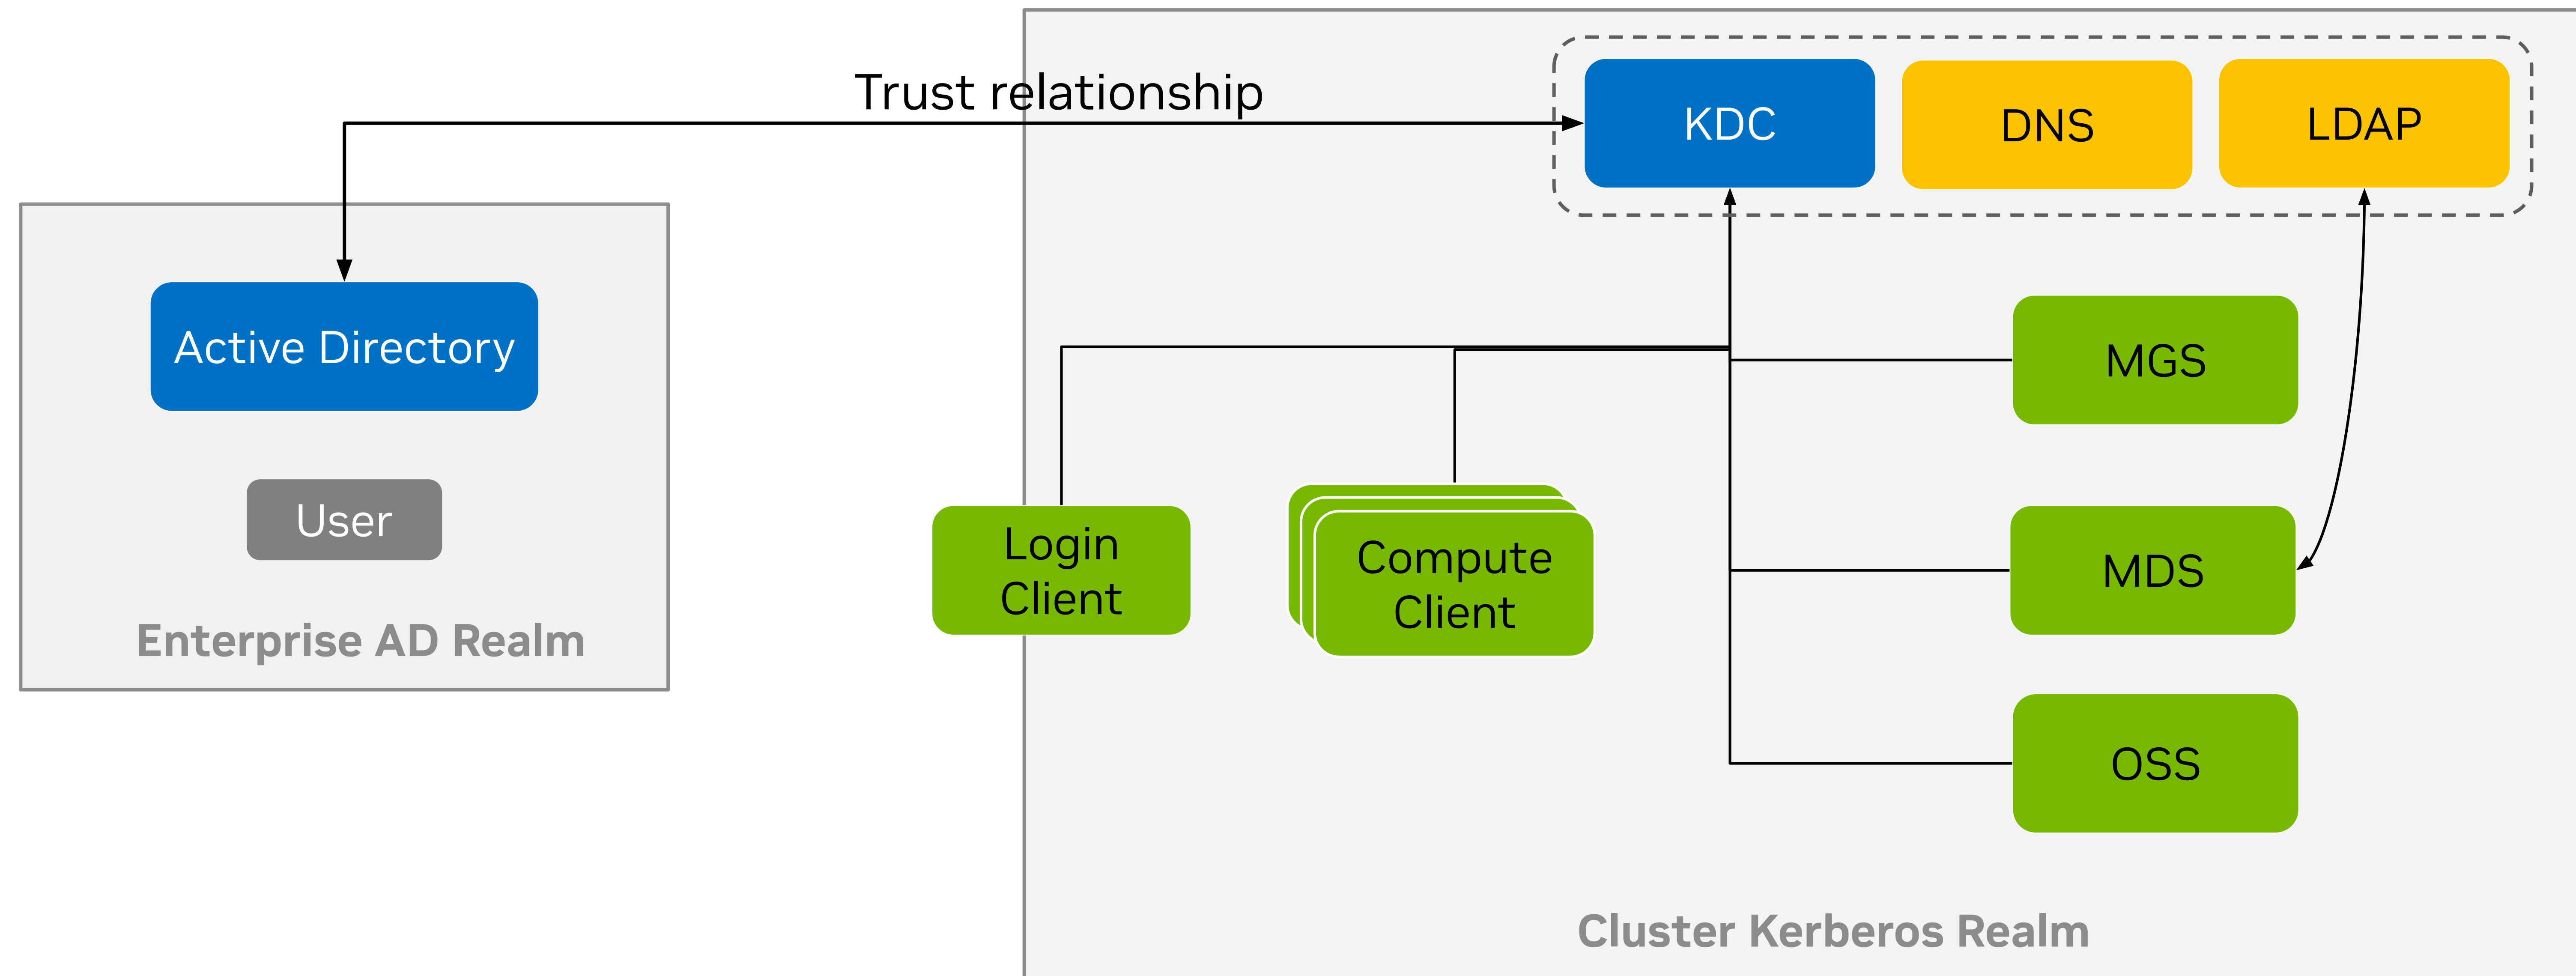 Trust relationship
KDC
DNS
LDAP
Active Directory
User
Enterprise AD Realm
Login
Client
Compute
Client
MGS
MDS
OSS
Cluster Kerberos Realm